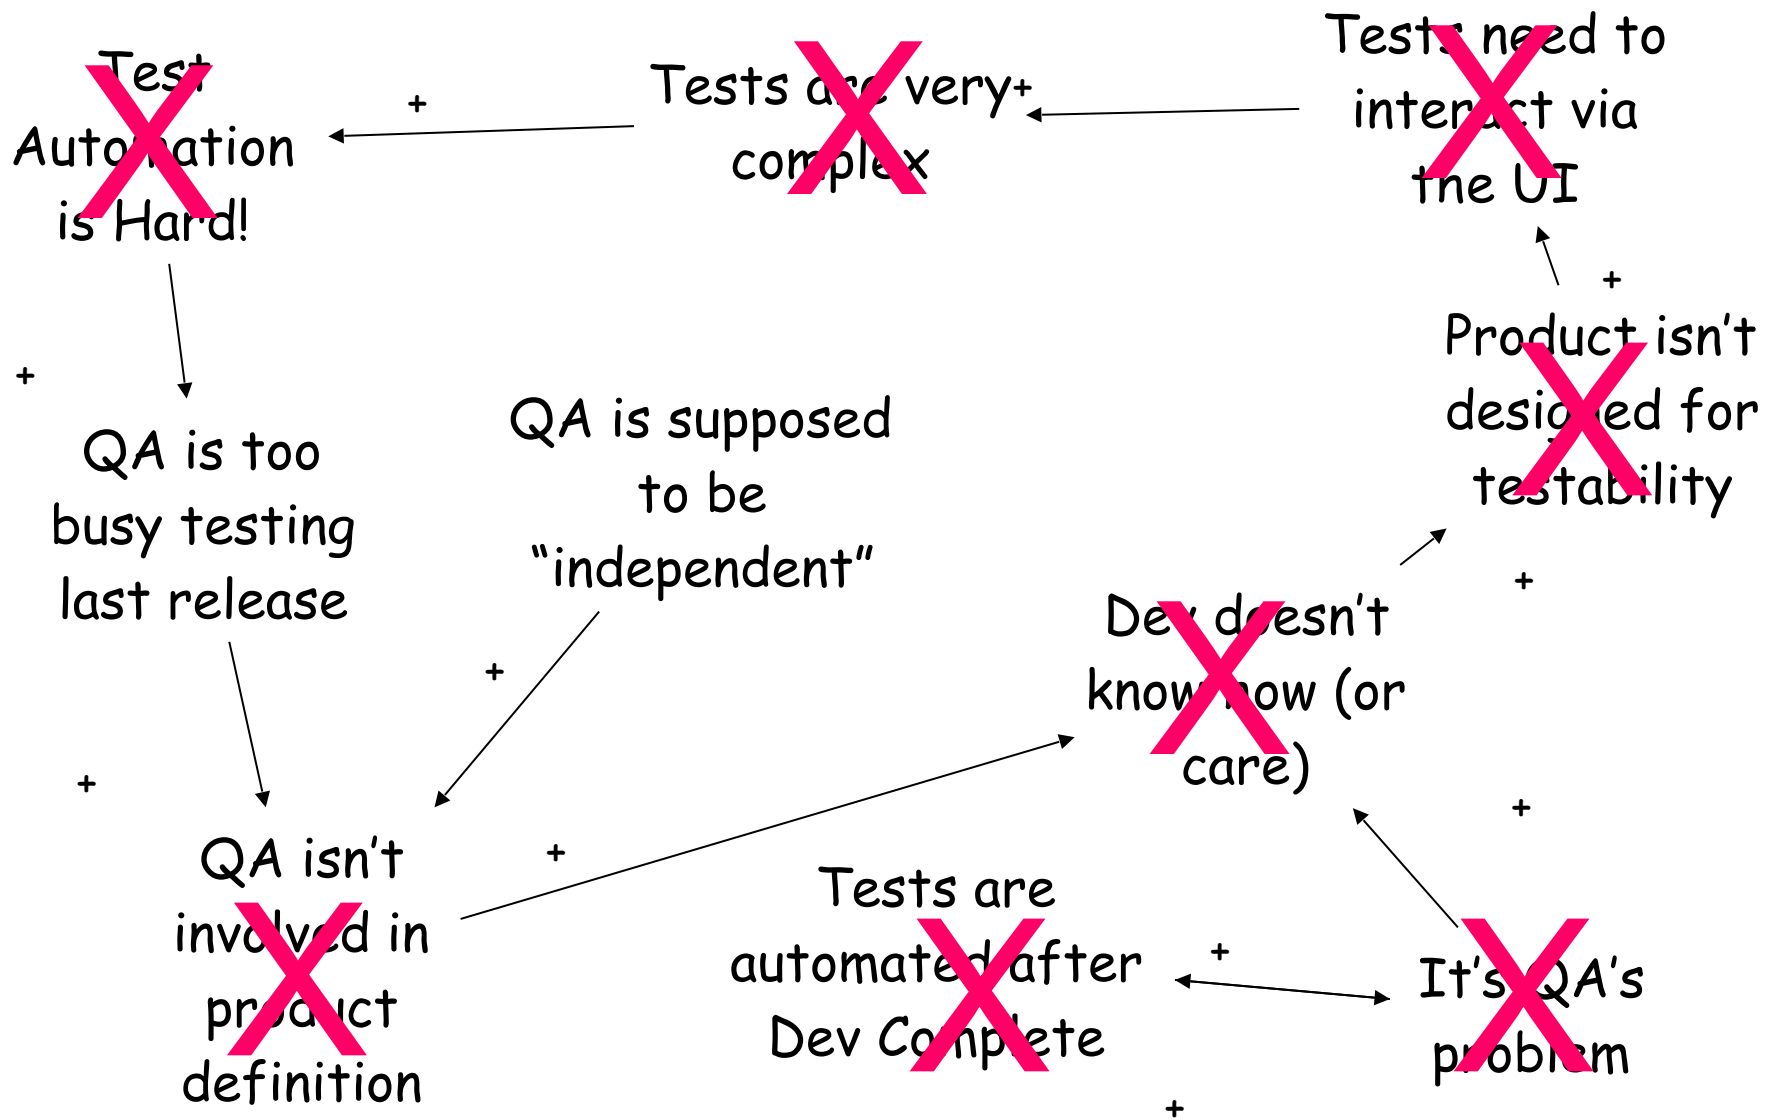 Test
Automation
is Hard!
+
Tests are very
complex
+
Tests need to
interact via
the UI
+
Product isn’t
designed for
testability
+
QA is too
busy testing
last release
QA is supposed
to be
“independent”
+
+
Dev doesn’t
know how (or
care)
+
+
QA isn’t
involved in
product
definition
+
Tests are
automated after
Dev Complete
+
+
It’s QA’s
problem
+